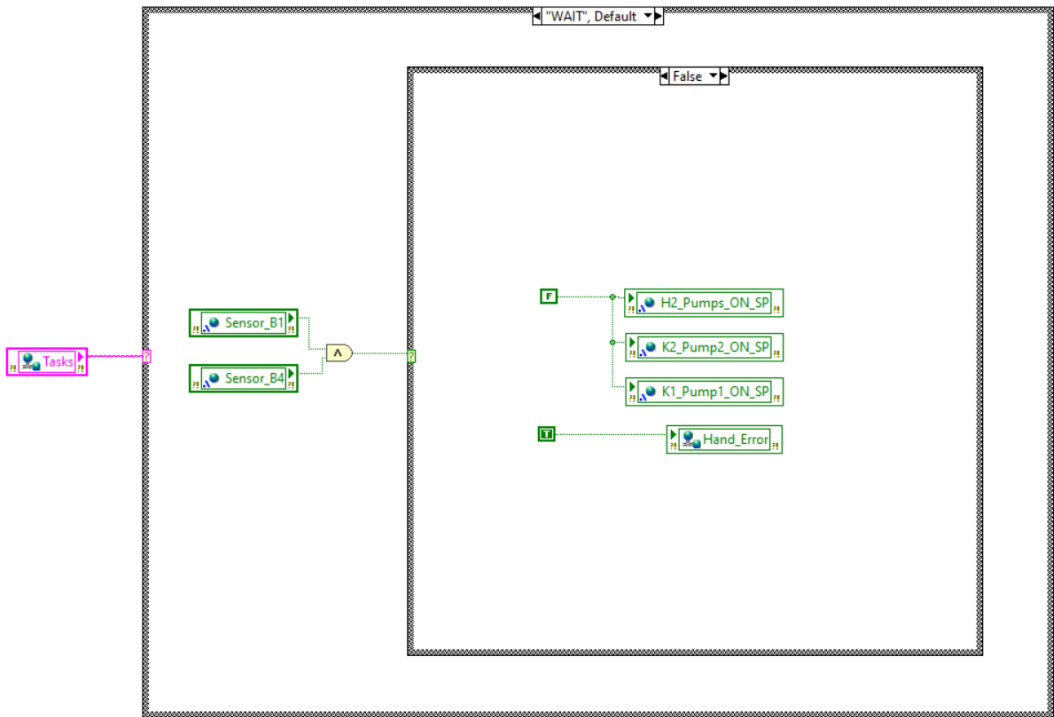 "WAIT", Default
False
F
H2_Pumps_ON_SP
Sensor_B1
K2_Pump2_ON_SP
Tasks
?
Λ
?
Sensor_B4
K1_Pump1_ON_SP
T
Hand_Error